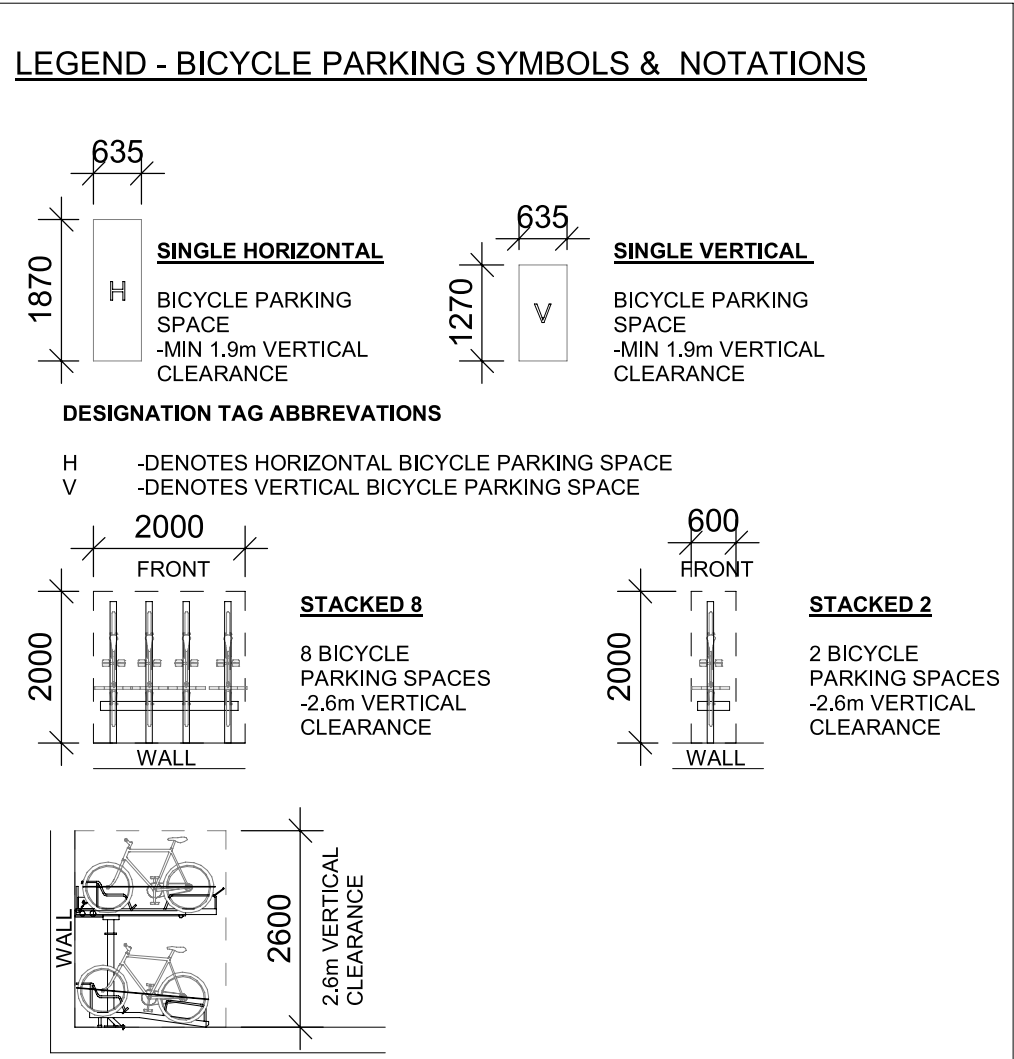 LEGEND - BICYCLE PARKING SYMBOLS & NOTATIONS
635
1870
H
SINGLE HORIZONTAL
BICYCLE PARKING
SPACE
-MIN 1.9m VERTICAL
CLEARANCE
635
1270
V
SINGLE VERTICAL
BICYCLE PARKING
SPACE
-MIN 1.9m VERTICAL
CLEARANCE
DESIGNATION TAG ABBREVATIONS
H -DENOTES HORIZONTAL BICYCLE PARKING SPACE
V -DENOTES VERTICAL BICYCLE PARKING SPACE
2000
FRONT
2000
WALL
STACKED 8
8 BICYCLE
PARKING SPACES
-2.6m VERTICAL
CLEARANCE
600
FRONT
2000
WALL
STACKED 2
2 BICYCLE
PARKING SPACES
-2.6m VERTICAL
CLEARANCE
WALL
2600
2.6m VERTICAL
CLEARANCE